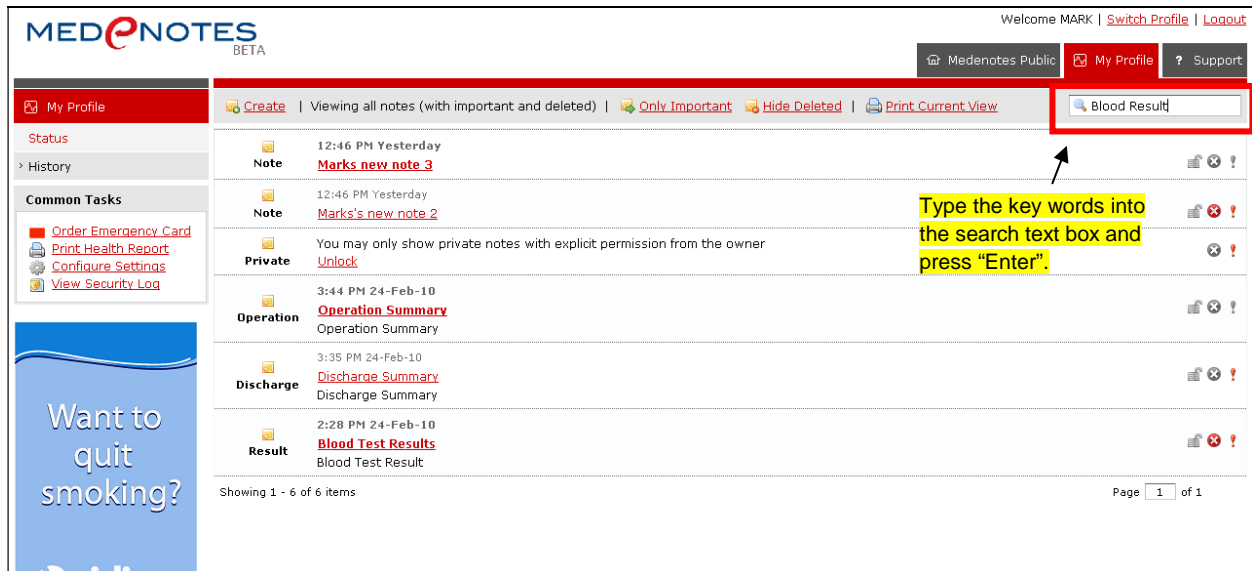 MEDeNOTES
BETA
Welcome MARK | Switch Profile | Logout
Medenotes Public
My Profile
? Support
My Profile
Status
> History
Common Tasks
Order Emergency Card
Print Health Report
Configure Settings
View Security Log
Want to
quit
smoking?
Create | Viewing all notes (with important and deleted) | Only Important Hide Deleted | Print Current View
Blood Result
Note
12:46 PM Yesterday
Marks new note 3
Note
12:46 PM Yesterday
Marks's new note 2
Private
You may only show private notes with explicit permission from the owner
Unlock
Operation
3:44 PM 24-Feb-10
Operation Summary
Operation Summary
Discharge
3:35 PM 24-Feb-10
Discharge Summary
Discharge Summary
Result
2:28 PM 24-Feb-10
Blood Test Results
Blood Test Result
Type the key words into
the search text box and
press “Enter”.
Showing 1 - 6 of 6 items
Page 1 of 1